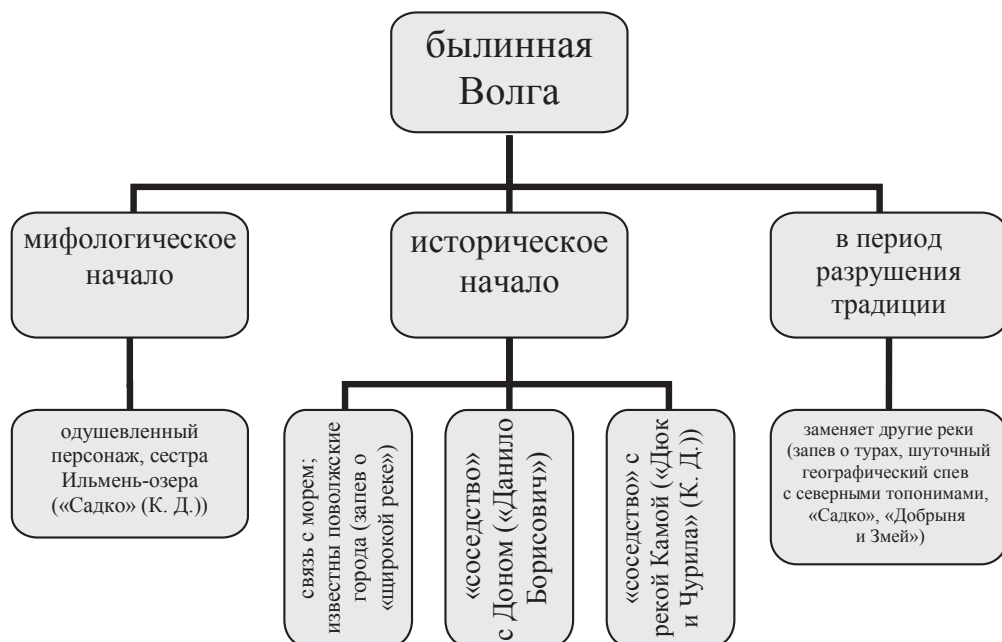 былинная
Волга
мифологическое
начало
историческое
начало
в период
разрушения
традиции
одушевленный
персонаж, сестра
Ильмень-озера
(«Садко» (К. Д.))
связь с морем;
известны поволжские
города (запев о
«щирокой реке»)
«соседство»
с Доном («Данило
Борисович»)
«соседство» с
рекой Камой («Дюк
и Чурила» (К. Д.))
заменяет другие реки
(запев о турах, шуточный
географический спев
с северными топонимами,
«Садко», «Добрыня
и Змей»)